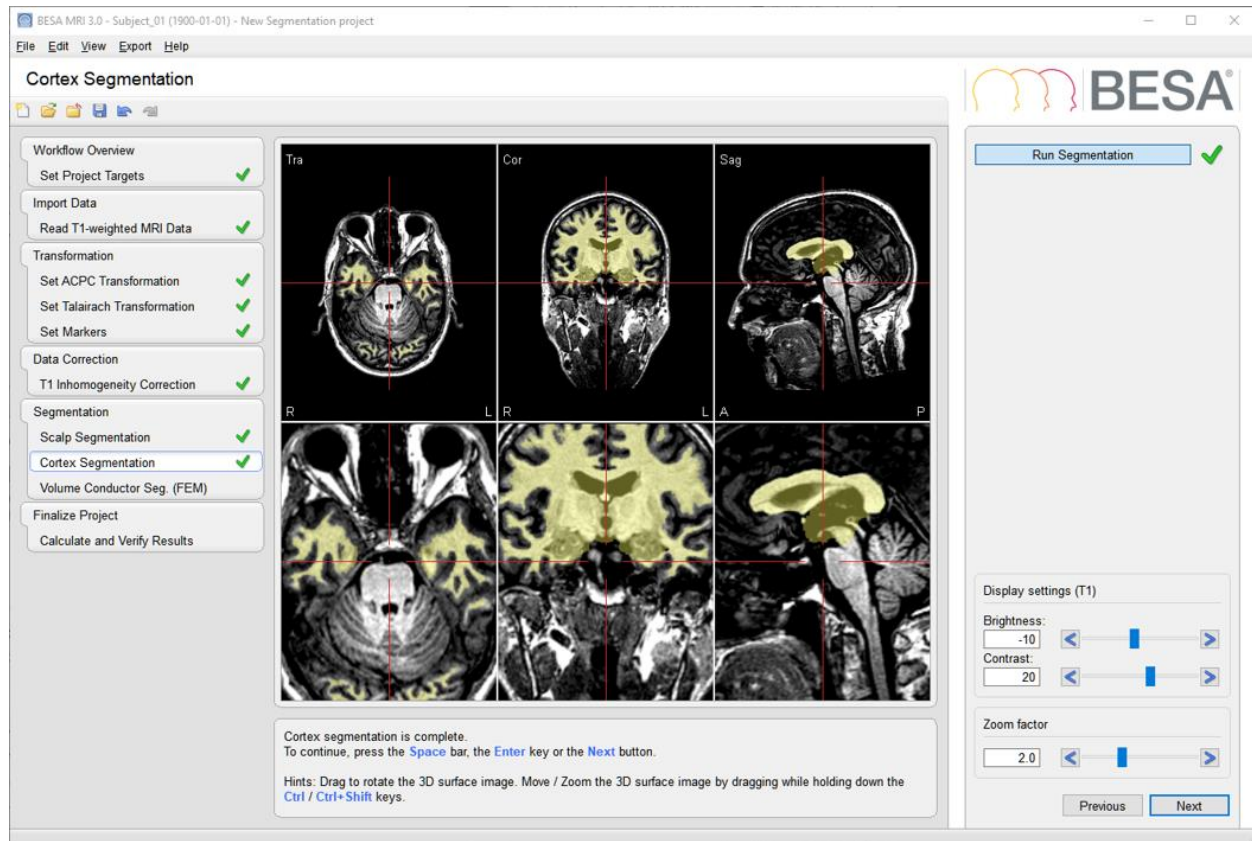 BESA MRI 3.0 - Subject_01 (1900-01-01) - New Segmentation project
File Edit View Export Help
Cortex Segmentation
BESA®
Workflow Overview
Set Project Targets
Import Data
Read T1-weighted MRI Data
Transformation
Set ACPC Transformation
Set Talairach Transformation
Set Markers
Data Correction
T1 Inhomogeneity Correction
Segmentation
Scalp Segmentation
Cortex Segmentation
Volume Conductor Seg. (FEM)
Finalize Project
Calculate and Verify Results
Tra Cor Sag
R L R L A P
Cortex segmentation is complete.
To continue, press the Space bar, the Enter key or the Next button.
Hints: Drag to rotate the 3D surface image. Move / Zoom the 3D surface image by dragging while holding down the
Ctrl / Ctrl+Shift keys.
Run Segmentation
Display settings (T1)
Brightness:
-10
Contrast:
20
Zoom factor
2.0
Previous Next